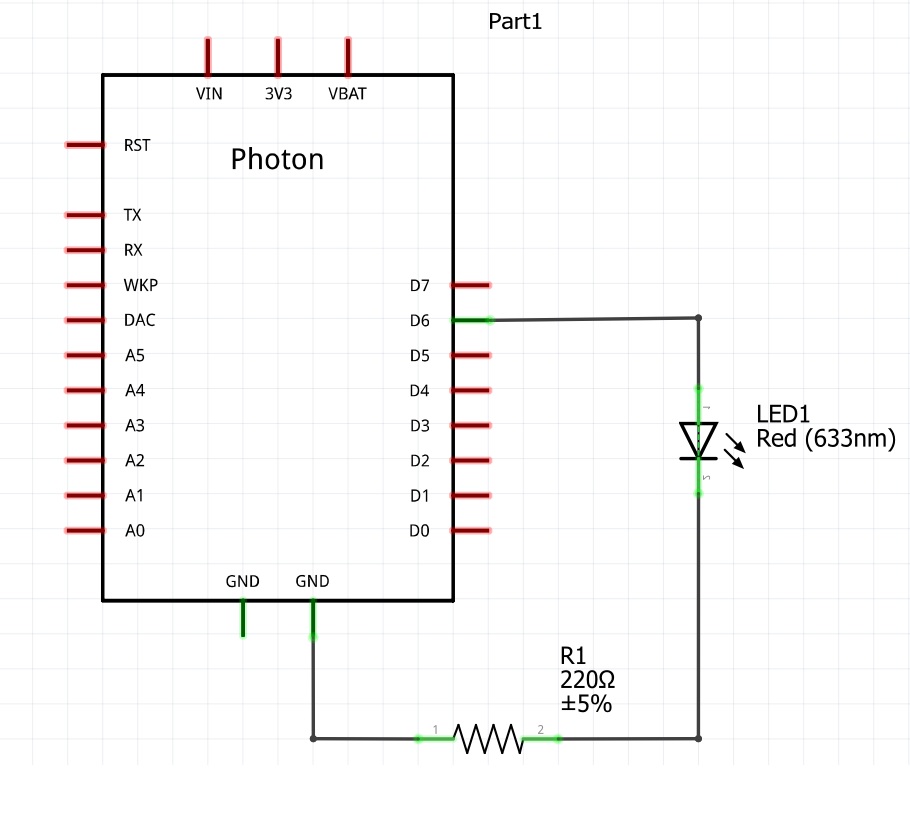 Part1
VIN 3V3 VBAT
RST
Photon
TX
RX
WKP D7
DAC D6
A5 D5
A4 D4
A3 D3
A2 D2
A1 D1
A0 D0
1
LED1
Red (633nm)
2
GND GND
R1
220Ω
±5%
1 2